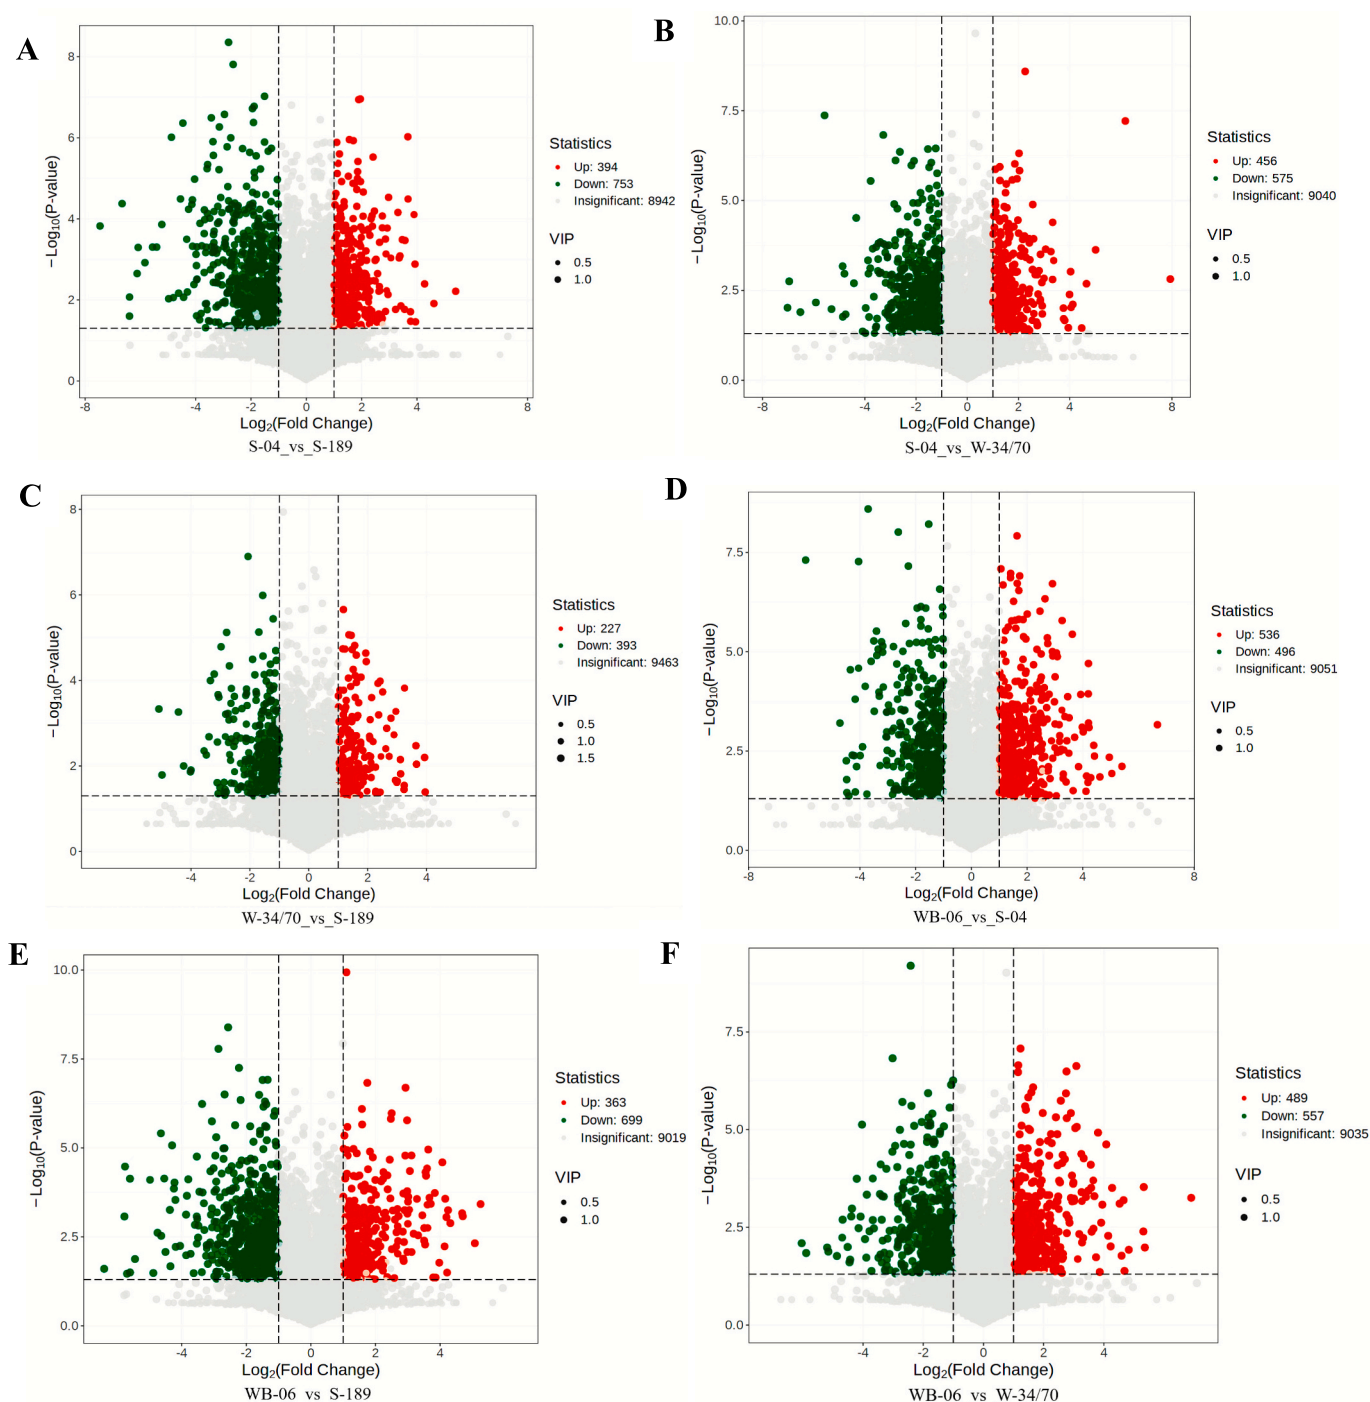 A
8
6
4
2
0
-8
-4
-2
0
2
4
8
−Log10(P-value)
Log2(Fold Change)
S-04_vs_S-189
Statistics
Up: 394
Down: 753
Insignificant: 8942
VIP
0.5
1.0
B
10.0
7.5
5.0
2.5
0.0
-8
-4
-2
0
2
4
8
−Log10(P-value)
Log2(Fold Change)
S-04_vs_W-34/70
Statistics
Up: 456
Down: 575
Insignificant: 9040
VIP
0.5
1.0
C
8
6
4
2
0
-4
-2
0
2
4
−Log10(P-value)
Log2(Fold Change)
W-34/70_vs_S-189
Statistics
Up: 227
Down: 393
Insignificant: 9463
VIP
0.5
1.0
1.5
D
7.5
5.0
2.5
0.0
-8
-4
-2
0
2
4
8
−Log10(P-value)
Log2(Fold Change)
WB-06_vs_S-04
Statistics
Up: 536
Down: 496
Insignificant: 9051
VIP
0.5
1.0
E
10.0
7.5
5.0
2.5
0.0
-4
-2
0
2
4
−Log10(P-value)
Log2(Fold Change)
WB-06 vs S-189
Statistics
Up: 363
Down: 699
Insignificant: 9019
VIP
0.5
1.0
F
7.5
5.0
2.5
0.0
-4
-2
0
2
4
−Log10(P-value)
Log2(Fold Change)
WB-06 vs W-34/70
Statistics
Up: 489
Down: 557
Insignificant: 9035
VIP
0.5
1.0